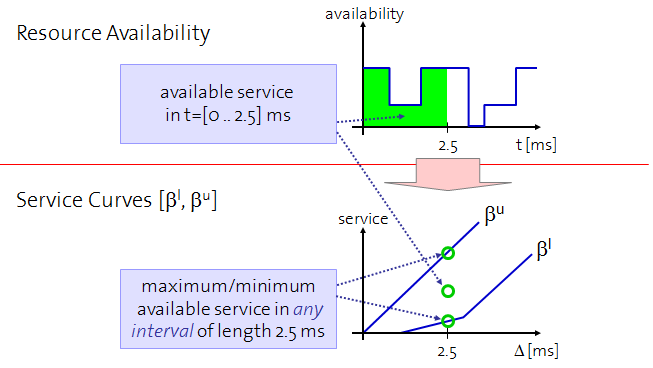 availability
Resource Availability
available service
in t=[0 .. 2.5] ms
2.5
t [ms]
Service Curves [βˡ, βᵘ]
service
βᵘ
βˡ
maximum/minimum
available service in any
interval of length 2.5 ms
2.5
Δ [ms]